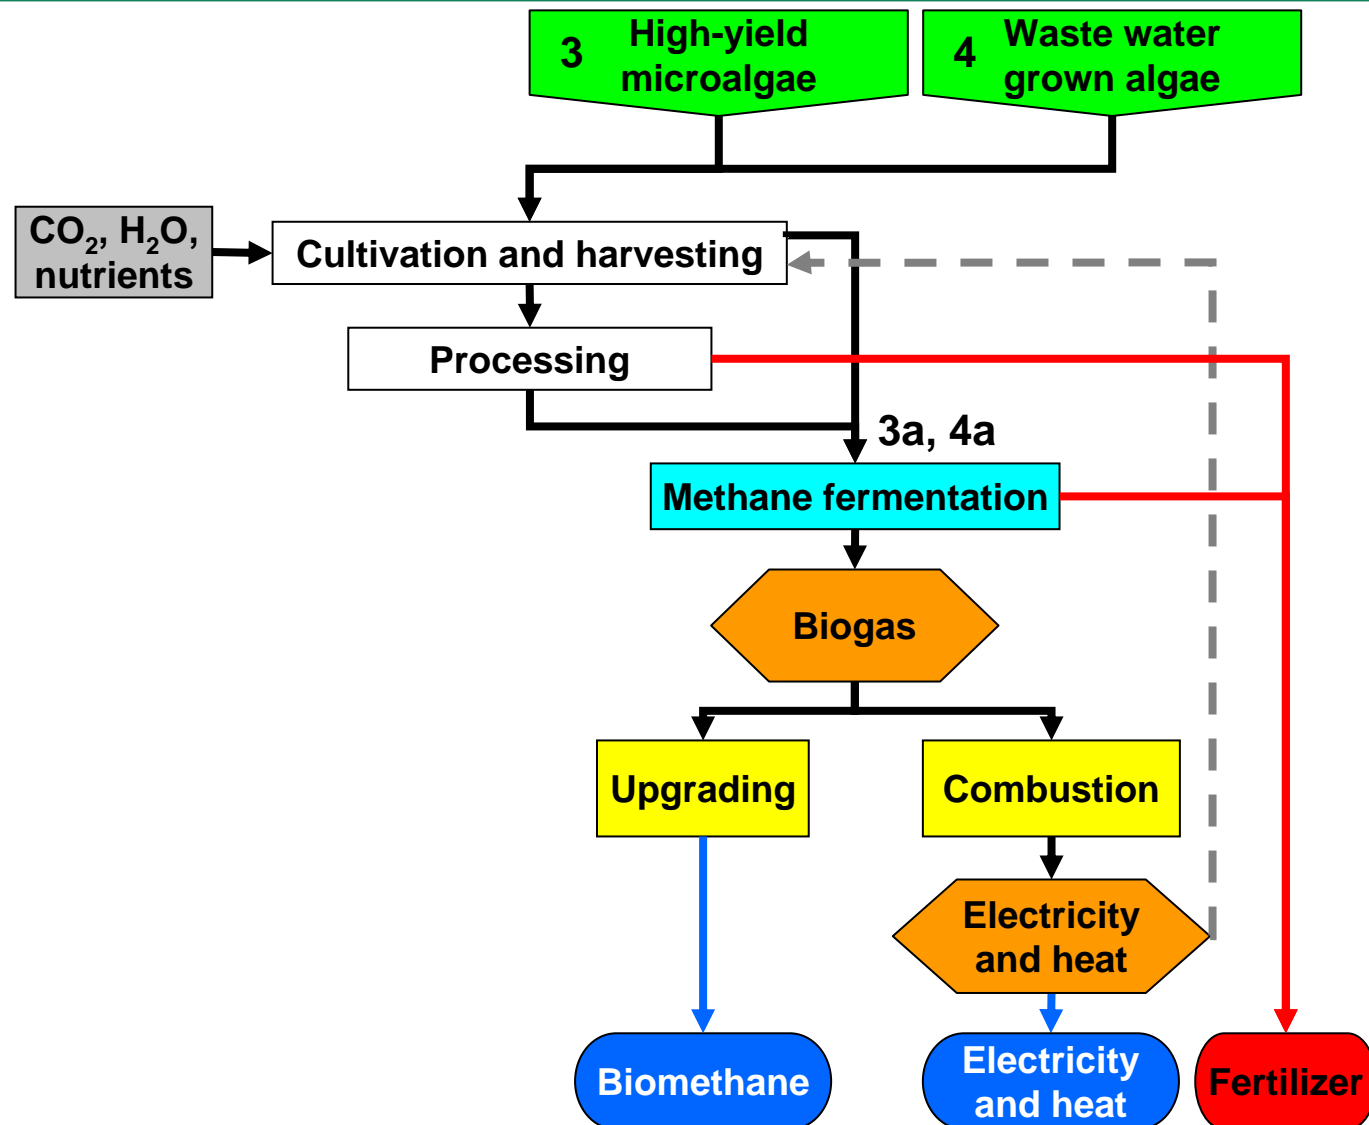 3 High-yield
microalgae
4 Waste water
grown algae
CO₂, H₂O,
nutrients
Cultivation and harvesting
Processing
3a, 4a
Methane fermentation
Biogas
Upgrading
Combustion
Electricity
and heat
Biomethane
Electricity
and heat
Fertilizer